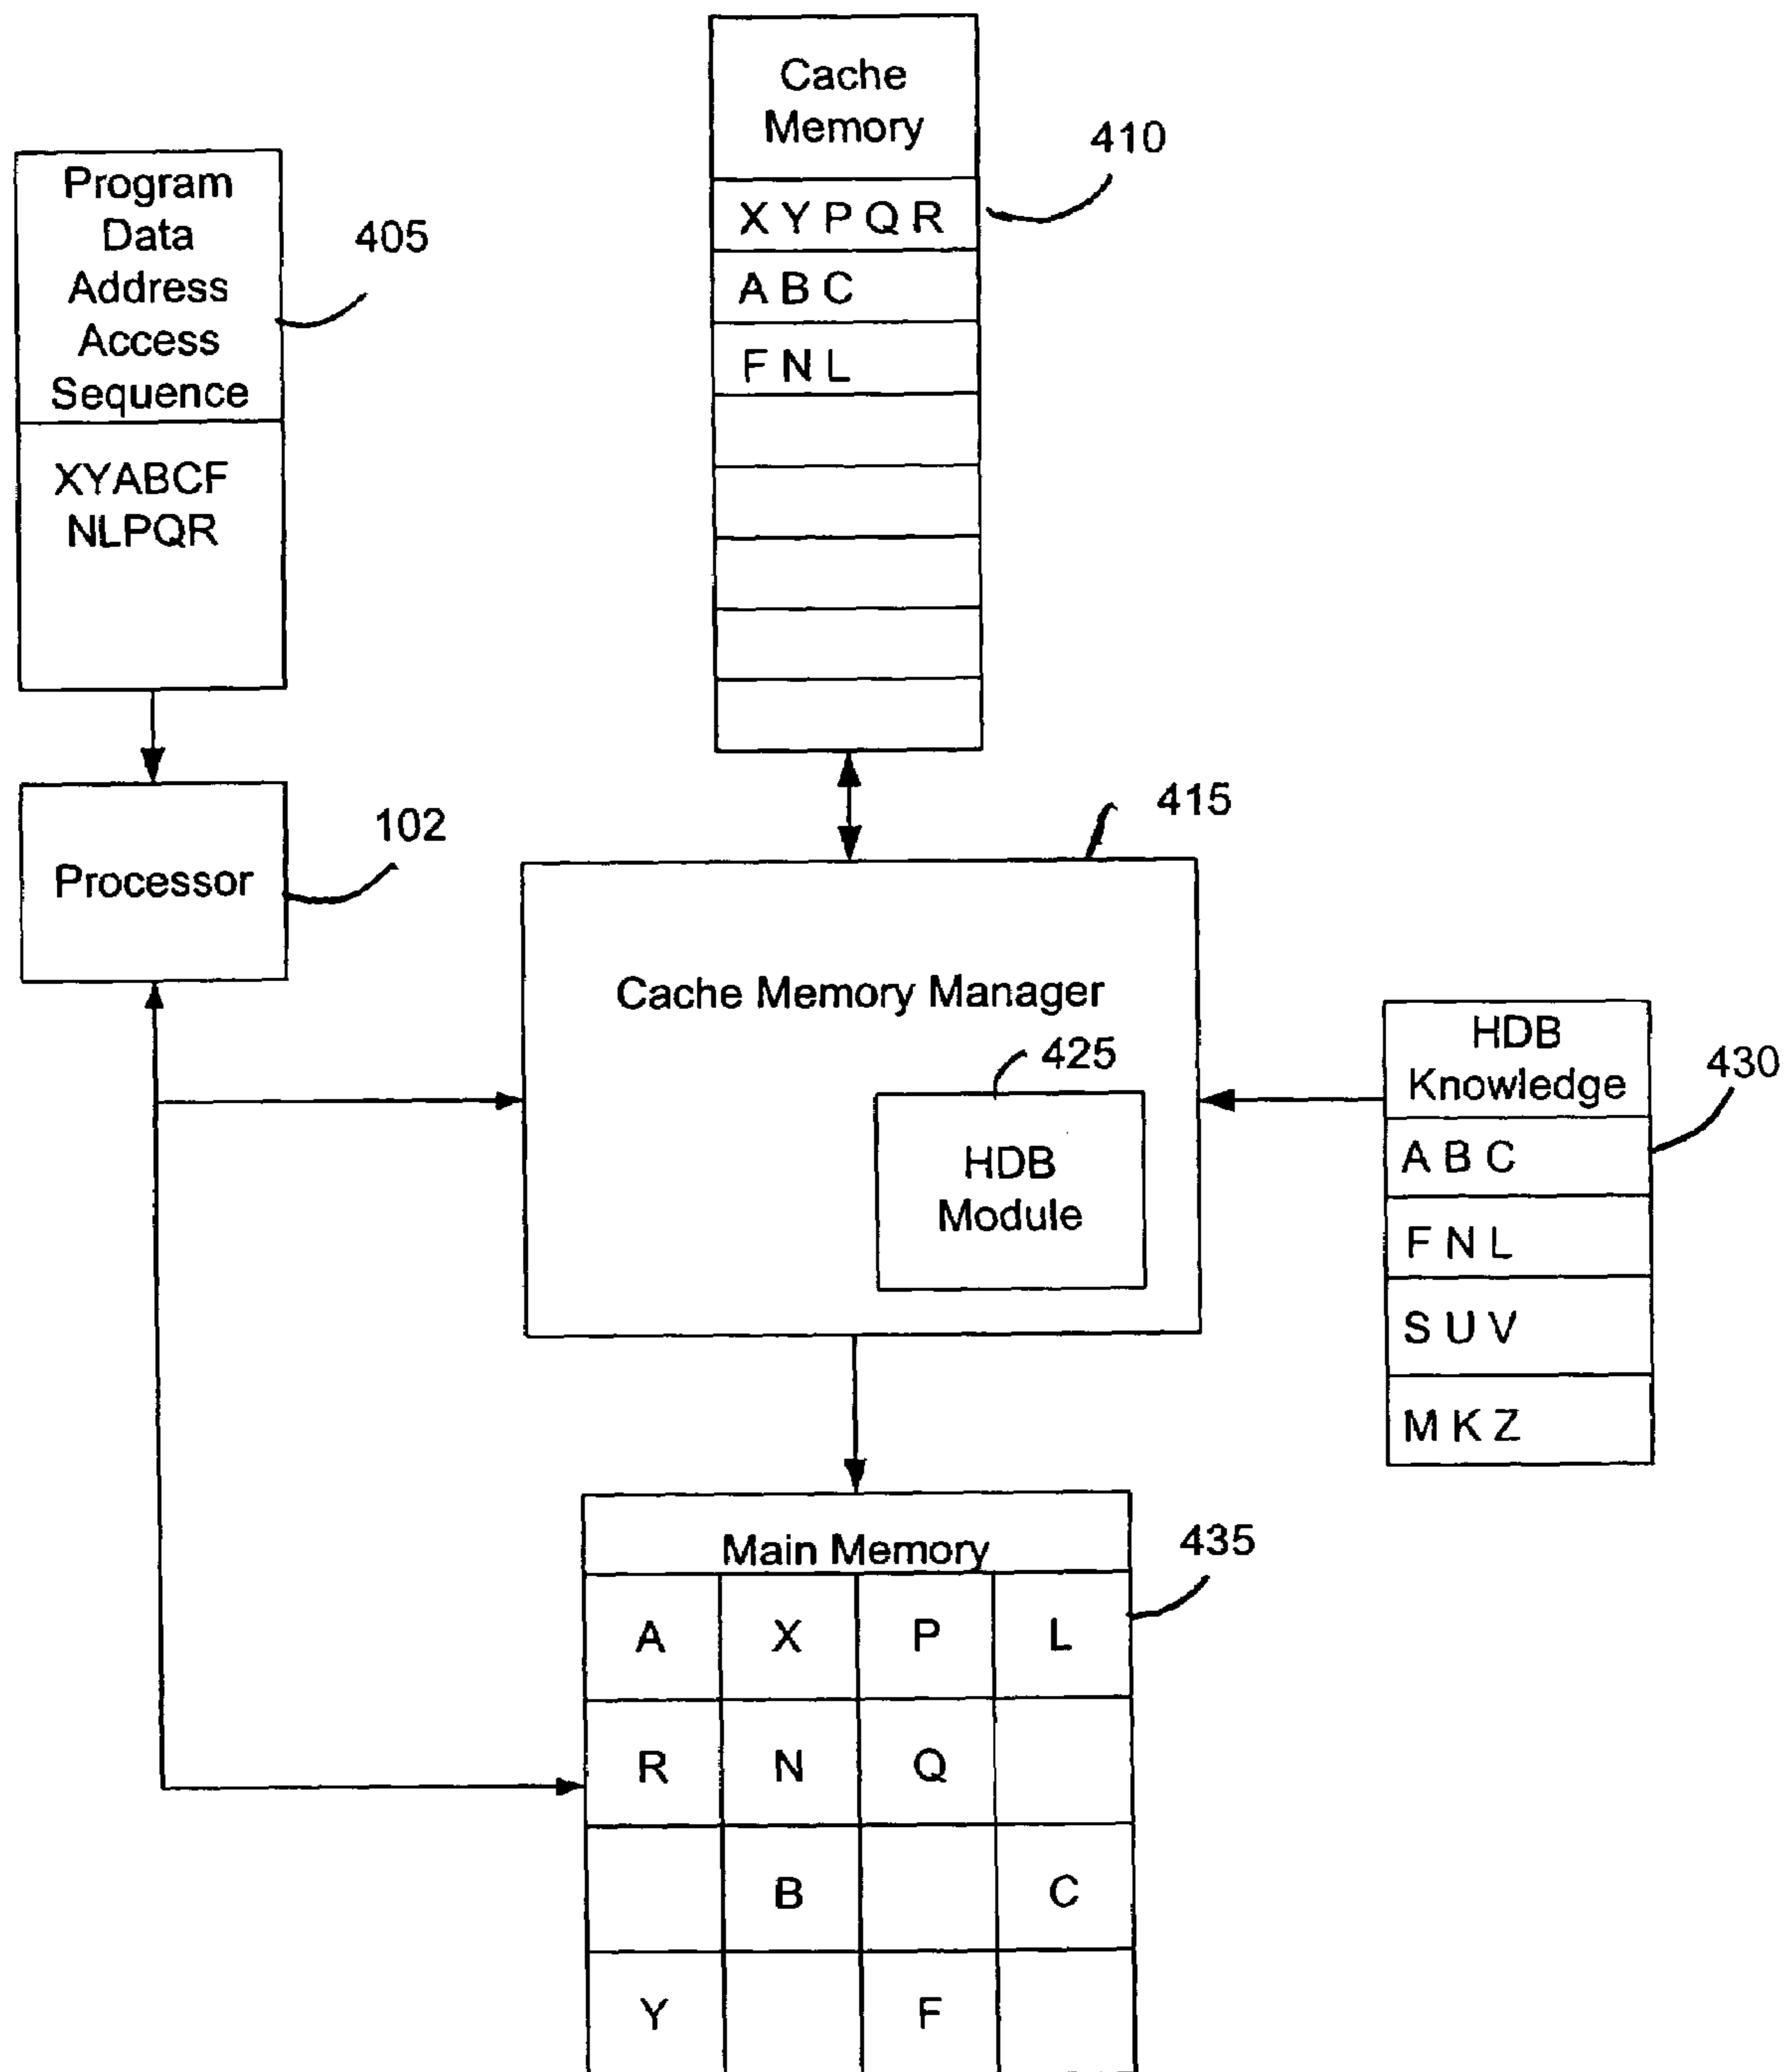 Cache
Memory
410
X Y P Q R
A B C
F N L
Program
Data
Address
Access
Sequence
405
XYABCF
NLPQR
Processor
102
415
Cache Memory Manager
425
HDB
Module
HDB
Knowledge
430
A B C
F N L
S U V
M K Z
Main Memory
435
A X P L
R N Q
B C
Y F